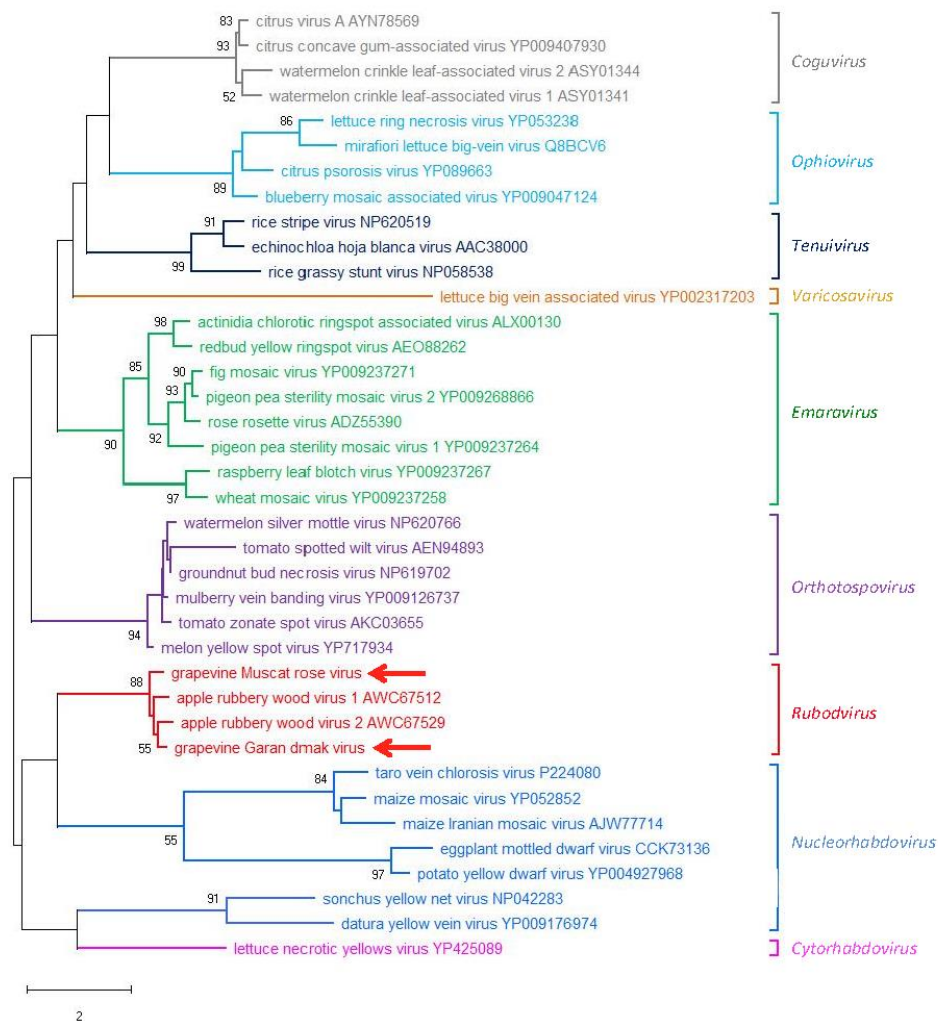 83
citrus virus A AYN78569
93
citrus concave gum-associated virus YP009407930
Coguvirus
watermelon crinkle leaf-associated virus 2 ASY01344
52
watermelon crinkle leaf-associated virus 1 ASY01341
86
lettuce ring necrosis virus YP053238
mirafiori lettuce big-vein virus Q8BCV6
Ophiovirus
citrus psorosis virus YP089663
89
blueberry mosaic associated virus YP009047124
91
rice stripe virus NP620519
echinochloa hoja blanca virus AAC38000
Tenuivirus
99
rice grassy stunt virus NP058538
lettuce big vein associated virus YP002317203
Varicosavirus
98
actinidia chlorotic ringspot associated virus ALX00130
redbud yellow ringspot virus AEO88262
85
90
fig mosaic virus YP009237271
93
pigeon pea sterility mosaic virus 2 YP009268866
Emaravirus
rose rosette virus ADZ55390
90
92
pigeon pea sterility mosaic virus 1 YP009237264
raspberry leaf blotch virus YP009237267
97
wheat mosaic virus YP009237258
watermelon silver mottle virus NP620766
tomato spotted wilt virus AEN94893
groundnut bud necrosis virus NP619702
Orthotospovirus
mulberry vein banding virus YP009126737
tomato zonate spot virus AKC03655
94
melon yellow spot virus YP717934
88
grapevine Muscat rose virus
apple rubbery wood virus 1 AWC67512
Rubodvirus
apple rubbery wood virus 2 AWC67529
55
grapevine Garan dmak virus
84
taro vein chlorosis virus P224080
maize mosaic virus YP052852
maize Iranian mosaic virus AJW77714
Nucleorhabdovirus
55
eggplant mottled dwarf virus CCK73136
97
potato yellow dwarf virus YP004927968
91
sonchus yellow net virus NP042283
datura yellow vein virus YP009176974
lettuce necrotic yellows virus YP425089
Cytorhabdovirus
2